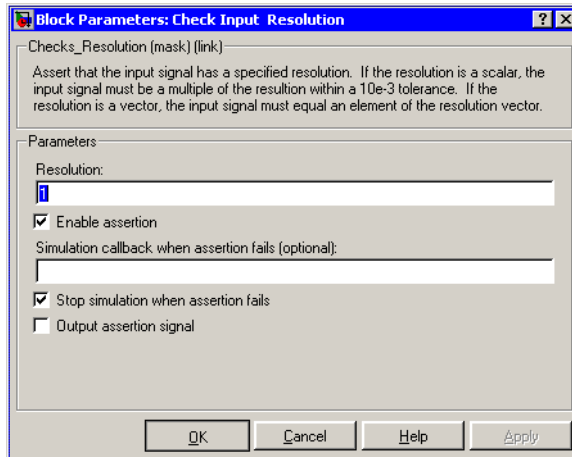 Block Parameters: Check Input Resolution
Checks_Resolution (mask) (link)
Assert that the input signal has a specified resolution. If the resolution is a scalar, the
input signal must be a multiple of the resultion within a 10e-3 tolerance. If the
resolution is a vector, the input signal must equal an element of the resolution vector.
Parameters
Resolution:
1
Enable assertion
Simulation callback when assertion fails (optional):
Stop simulation when assertion fails
Output assertion signal
OK Cancel Help Apply